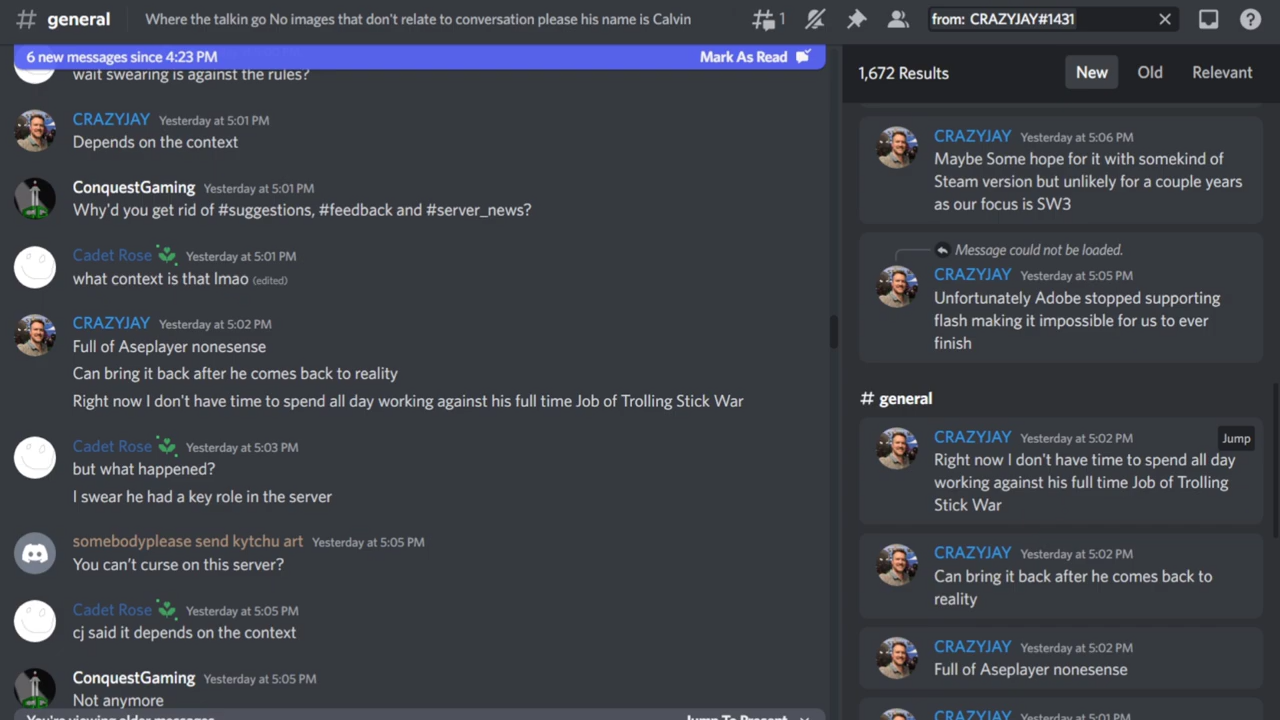 # general
Where the talkin go No images that don't relate to conversation please his name is Calvin
1
from: CRAZYJAY#1431
6 new messages since 4:23 PM
Mark As Read
wait swearing is against the rules?
CRAZYJAY Yesterday at 5:01 PM
Depends on the context
ConquestGaming Yesterday at 5:01 PM
Why'd you get rid of #suggestions, #feedback and #server_news?
Cadet Rose Yesterday at 5:01 PM
what context is that lmao (edited)
CRAZYJAY Yesterday at 5:02 PM
Full of Aseplayer nonesense
Can bring it back after he comes back to reality
Right now I don't have time to spend all day working against his full time Job of Trolling Stick War
Cadet Rose Yesterday at 5:03 PM
but what happened?
I swear he had a key role in the server
somebodyplease send kytchu art Yesterday at 5:05 PM
You can't curse on this server?
Cadet Rose Yesterday at 5:05 PM
cj said it depends on the context
ConquestGaming Yesterday at 5:05 PM
Not anymore
You're viewing older messages
Jump To Present
1,672 Results
New
Old
Relevant
CRAZYJAY Yesterday at 5:06 PM
Maybe Some hope for it with somekind of
Steam version but unlikely for a couple years
as our focus is SW3
Message could not be loaded.
CRAZYJAY Yesterday at 5:05 PM
Unfortunately Adobe stopped supporting
flash making it impossible for us to ever
finish
# general
CRAZYJAY Yesterday at 5:02 PM
Jump
Right now I don't have time to spend all day
working against his full time Job of Trolling
Stick War
CRAZYJAY Yesterday at 5:02 PM
Can bring it back after he comes back to
reality
CRAZYJAY Yesterday at 5:02 PM
Full of Aseplayer nonesense
CRAZYJAY Yesterday at 5:01 PM